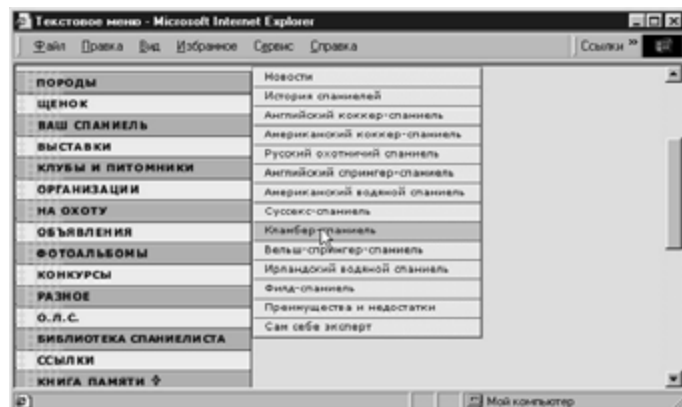 Текстовое меню - Microsoft Internet Explorer
Файл Правка Вид Избранное Сервис Справка Ссылки »
ПОРОДЫ
ЩЕНОК
ВАШ СПАНИЕЛЬ
ВЫСТАВКИ
КЛУБЫ И ПИТОМНИКИ
ОРГАНИЗАЦИИ
НА ОХОТУ
ОБЪЯВЛЕНИЯ
ФОТОАЛЬБОМЫ
КОНКУРСЫ
РАЗНОЕ
О.Л.С.
БИБЛИОТЕКА СПАНИЕЛИСТА
ССЫЛКИ
КНИГА ПАМЯТИ
Новости
История спаниелей
Английский коккер-спаниель
Американский коккер-спаниель
Русский охотничий спаниель
Английский спрингер-спаниель
Американский водяной спаниель
Суссекс-спаниель
Кламбер-спаниель
Вельш-спрингер-спаниель
Ирландский водяной спаниель
Филд-спаниель
Преимущества и недостатки
Сам себе эксперт
Мой компьютер